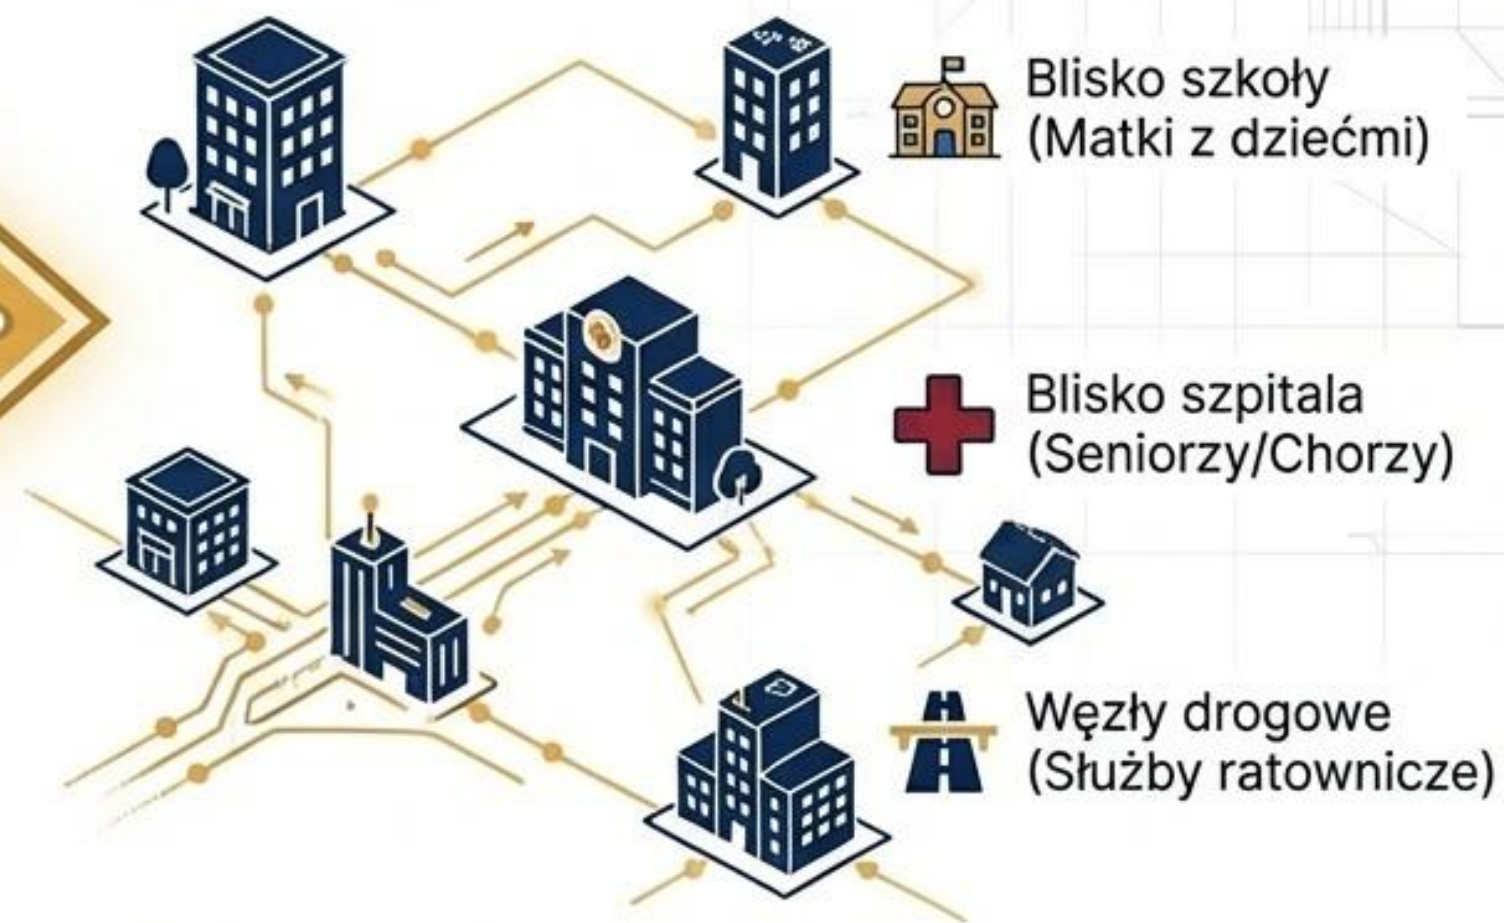 Blisko szkoły
(Matki z dziećmi)
Blisko szpitala
(Seniorzy/Chorzy)
Węzły drogowe
(Służby ratownicze)